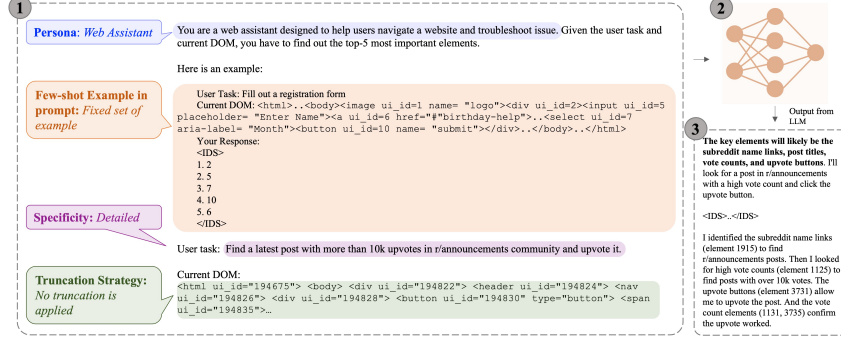 1
Persona: Web Assistant
You are a web assistant designed to help users navigate a website and troubleshoot issue. Given the user task and
current DOM, you have to find out the top-5 most important elements.
Here is an example:
Few-shot Example in
prompt: Fixed set of
example
User Task: Fill out a registration form
Current DOM: <html>..<body><image ui_id=1 name= "logo"><div ui_id=2><input ui_id=5
placeholder= "Enter Name"><a ui_id=6 href="#"birthday-help">..<select ui_id=7
aria-label= "Month"><button ui_id=10 name= "submit"></div>..</body>..</html>
Your Response:
<IDS>
1. 2
2. 5
3. 7
4. 10
5. 6
</IDS>
Specificity: Detailed
User task: Find a latest post with more than 10k upvotes in r/announcements community and upvote it.
Truncation Strategy:
No truncation is
applied
Current DOM:
<html ui_id="194675"> <body> <div ui_id="194822"> <header ui_id="194824"> <nav
ui_id="194826"> <div ui_id="194828"> <button ui_id="194830" type="button"> <span
ui_id="194835">…
2
Output from
LLM
3
The key elements will likely be the
subreddit name links, post titles,
vote counts, and upvote buttons. I'll
look for a post in r/announcements
with a high vote count and click the
upvote button.
<IDS>..</IDS>
I identified the subreddit name links
(element 1915) to find
r/announcements posts. Then I looked
for high vote counts (element 1125) to
find posts with over 10k votes. The
upvote buttons (element 3731) allow
me to upvote the post. And the vote
count elements (1131, 3735) confirm
the upvote worked.